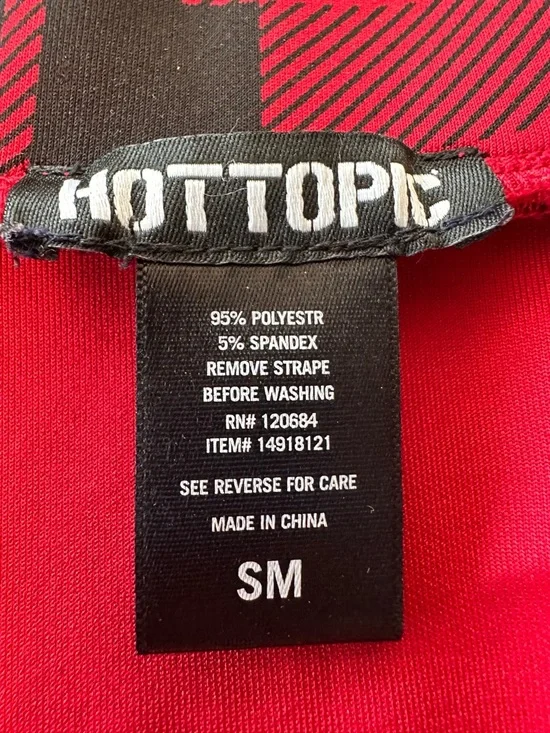 HOTTOPIC
95% POLYESTR
5% SPANDEX
REMOVE STRAPE
BEFORE WASHING
RN# 120684
ITEM# 14918121
SEE REVERSE FOR CARE
MADE IN CHINA
SM